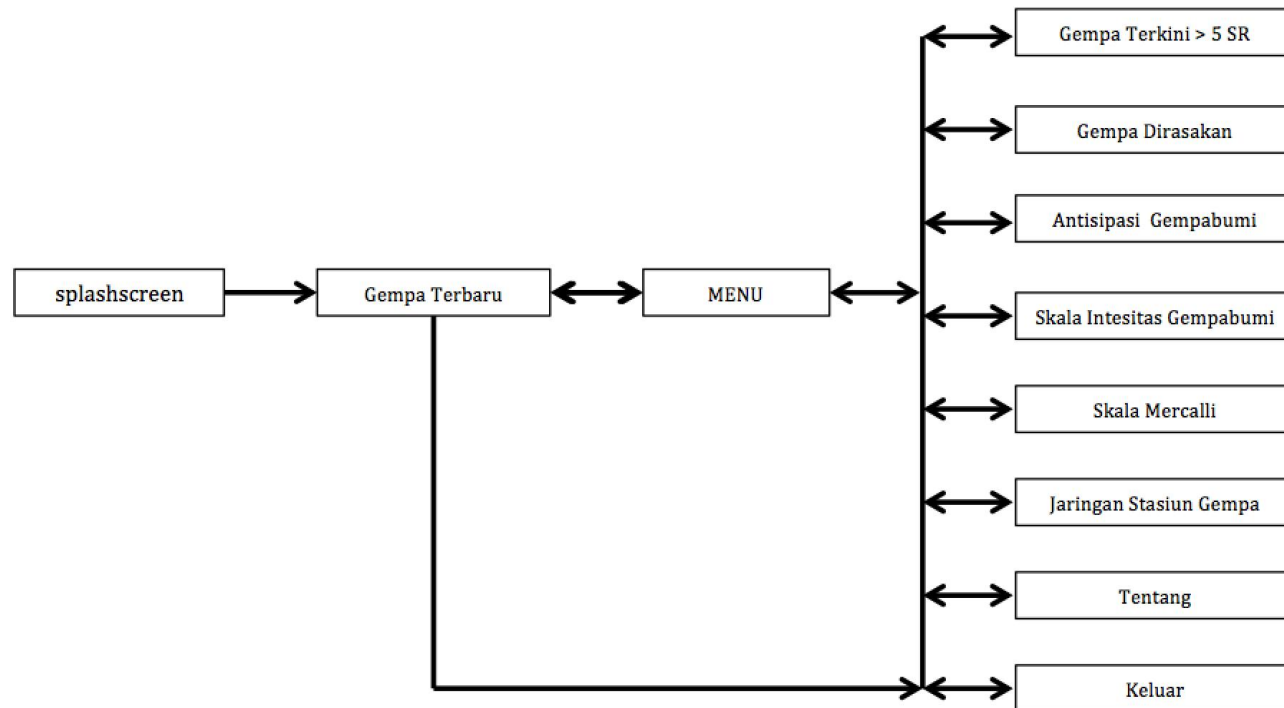 Gempa Terkini > 5 SR
Gempa Dirasakan
Antisipasi Gempabumi
splashscreen
Gempa Terbaru
MENU
Skala Intesitas Gempabumi
Skala Mercalli
Jaringan Stasiun Gempa
Tentang
Keluar